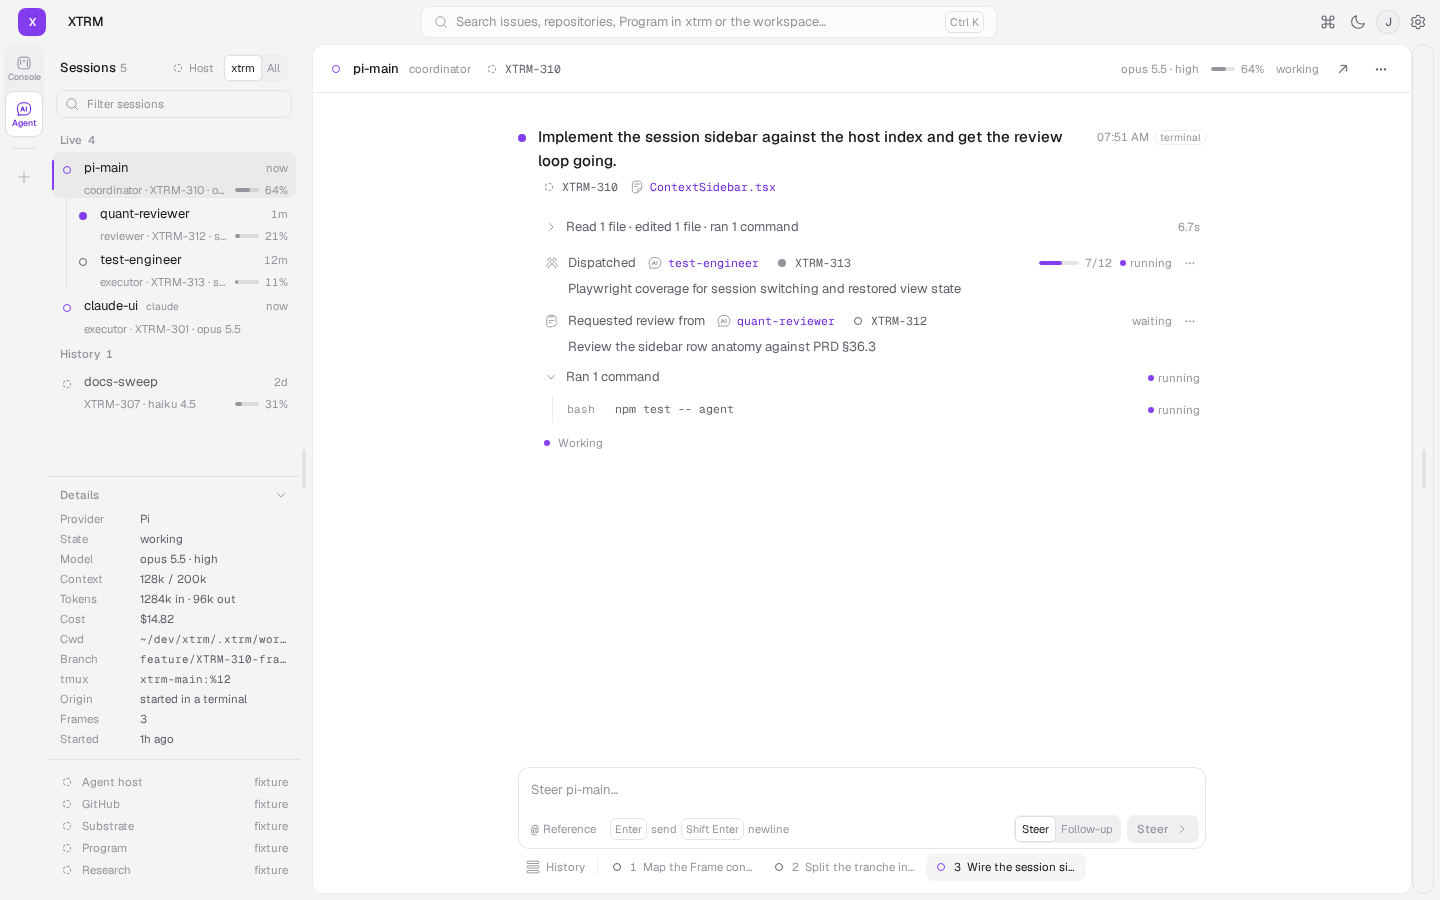 X
XTRM
Search issues, repositories, Program in xtrm or the workspace...
Ctrl K
J
Console
AI
Agent
Sessions 5
Host
xtrm
All
Filter sessions
Live 4
pi-main now
coordinator · XTRM-310 · o... 64%
quant-reviewer 1m
reviewer · XTRM-312 · s... 21%
test-engineer 12m
executor · XTRM-313 · s... 11%
claude-ui claude now
executor · XTRM-301 · opus 5.5
History 1
docs-sweep 2d
XTRM-307 · haiku 4.5 31%
Details
Provider Pi
State working
Model opus 5.5 · high
Context 128k / 200k
Tokens 1284k in · 96k out
Cost $14.82
Cwd ~/dev/xtrm/.xtrm/wor...
Branch feature/XTRM-310-fra...
tmux xtrm-main:%12
Origin started in a terminal
Frames 3
Started 1h ago
Agent host fixture
GitHub fixture
Substrate fixture
Program fixture
Research fixture
pi-main coordinator XTRM-310 opus 5.5 · high 64% working
Implement the session sidebar against the host index and get the review
loop going.
07:51 AM terminal
XTRM-310 ContextSidebar.tsx
Read 1 file · edited 1 file · ran 1 command 6.7s
Dispatched AI test-engineer XTRM-313 7/12 running
Playwright coverage for session switching and restored view state
Requested review from AI quant-reviewer XTRM-312 waiting
Review the sidebar row anatomy against PRD §36.3
Ran 1 command running
bash npm test -- agent running
Working
Steer pi-main...
@ Reference Enter send Shift Enter newline Steer Follow-up Steer
History 1 Map the Frame con... 2 Split the tranche in... 3 Wire the session si...